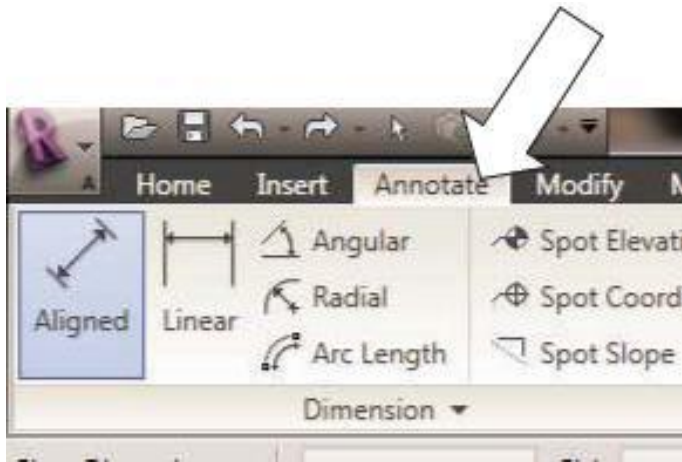 R
A
Home Insert Annotate Modify M
Aligned Linear Angular Spot Elevati
Radial Spot Coord
Arc Length Spot Slope
Dimension